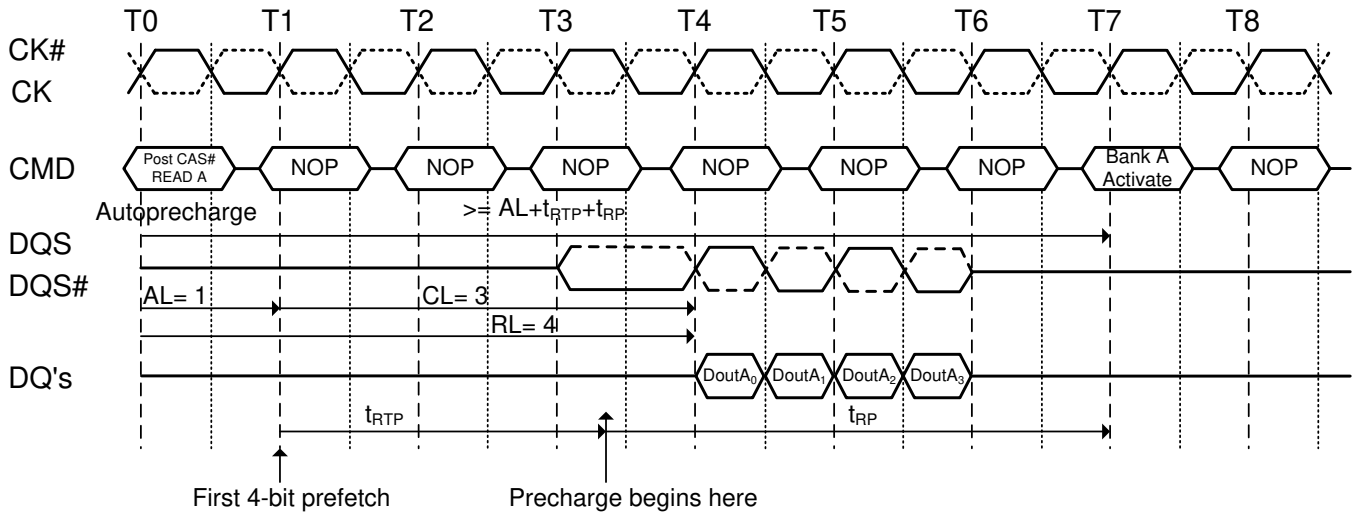 T0 T1 T2 T3 T4 T5 T6 T7 T8
CK#
CK
CMD
Post CAS#
READ A
NOP NOP NOP NOP NOP NOP
Bank A
Activate
NOP
Autoprecharge
>= AL+tRTP+tRP
DQS
DQS#
AL= 1 CL= 3
RL= 4
DQ's
DoutA0 DoutA1 DoutA2 DoutA3
tRTP tRP
First 4-bit prefetch Precharge begins here